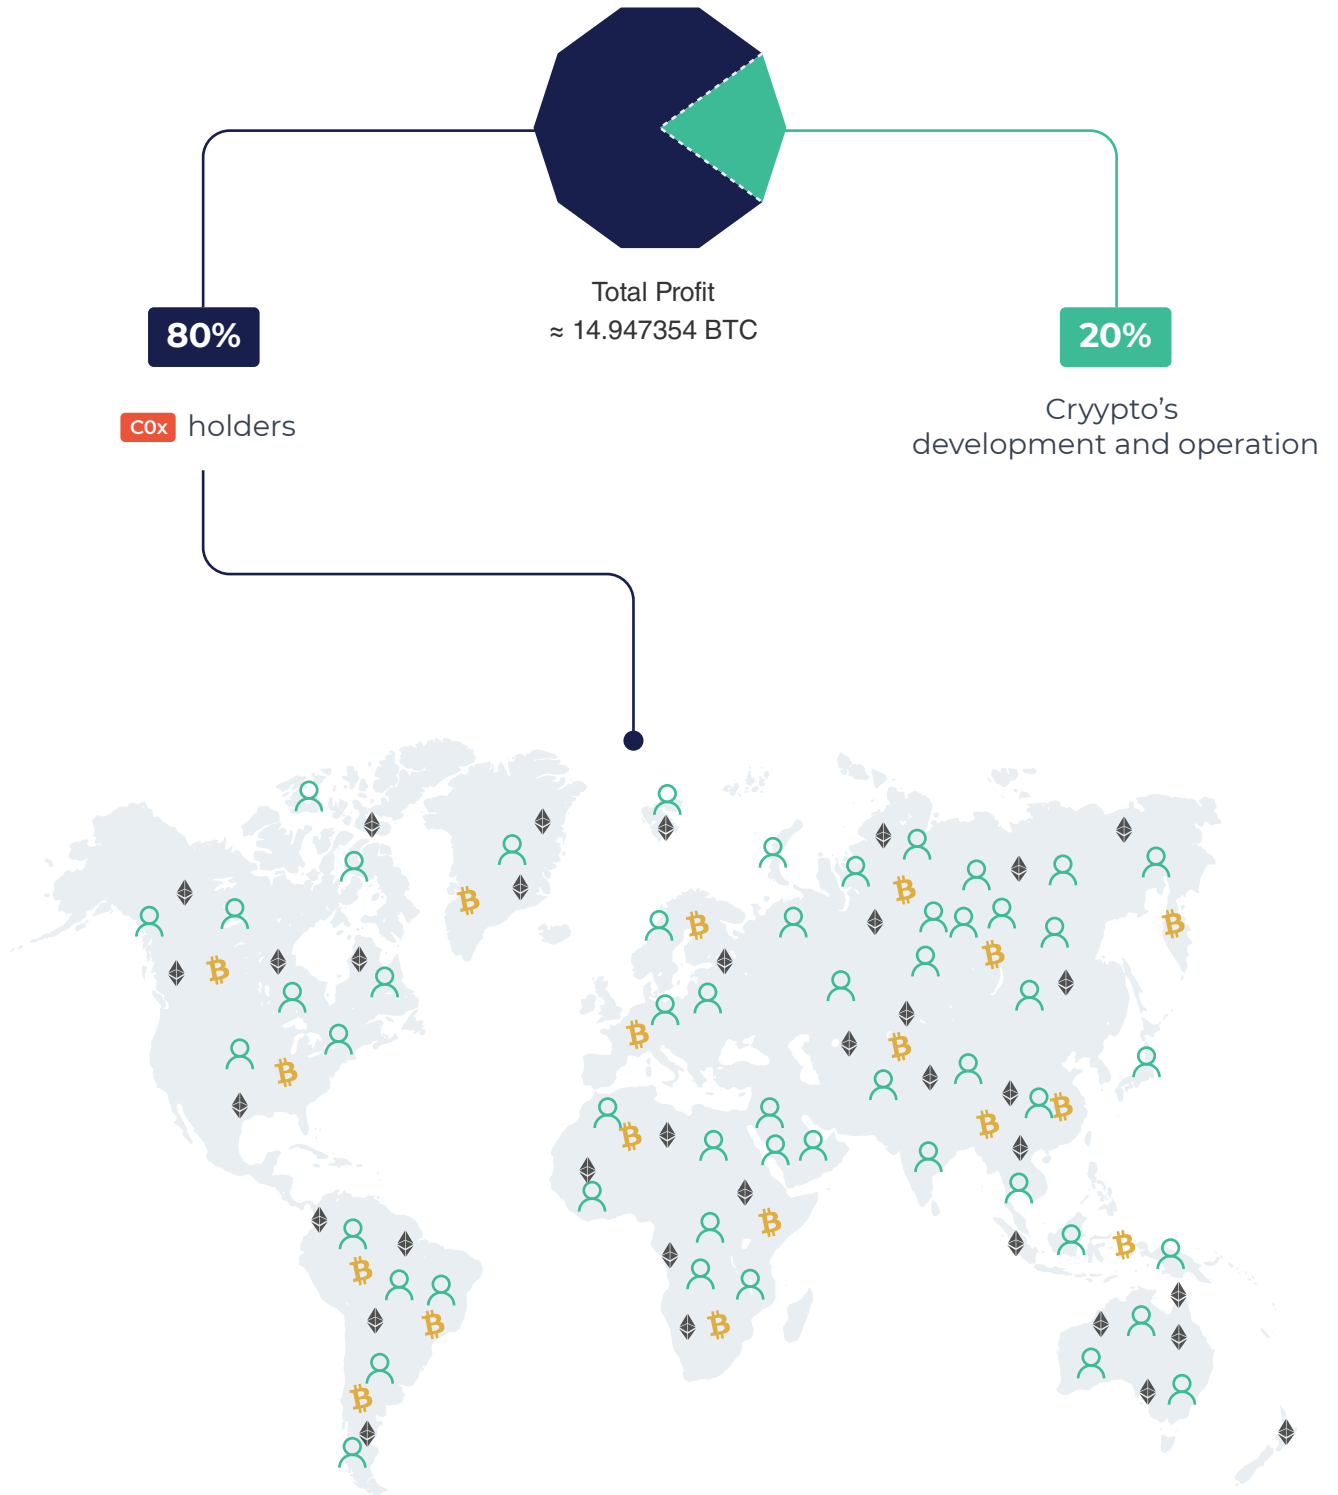 Total Profit
≈ 14.947354 BTC
80%
20%
C0x holders
Cryypto’s
development and operation